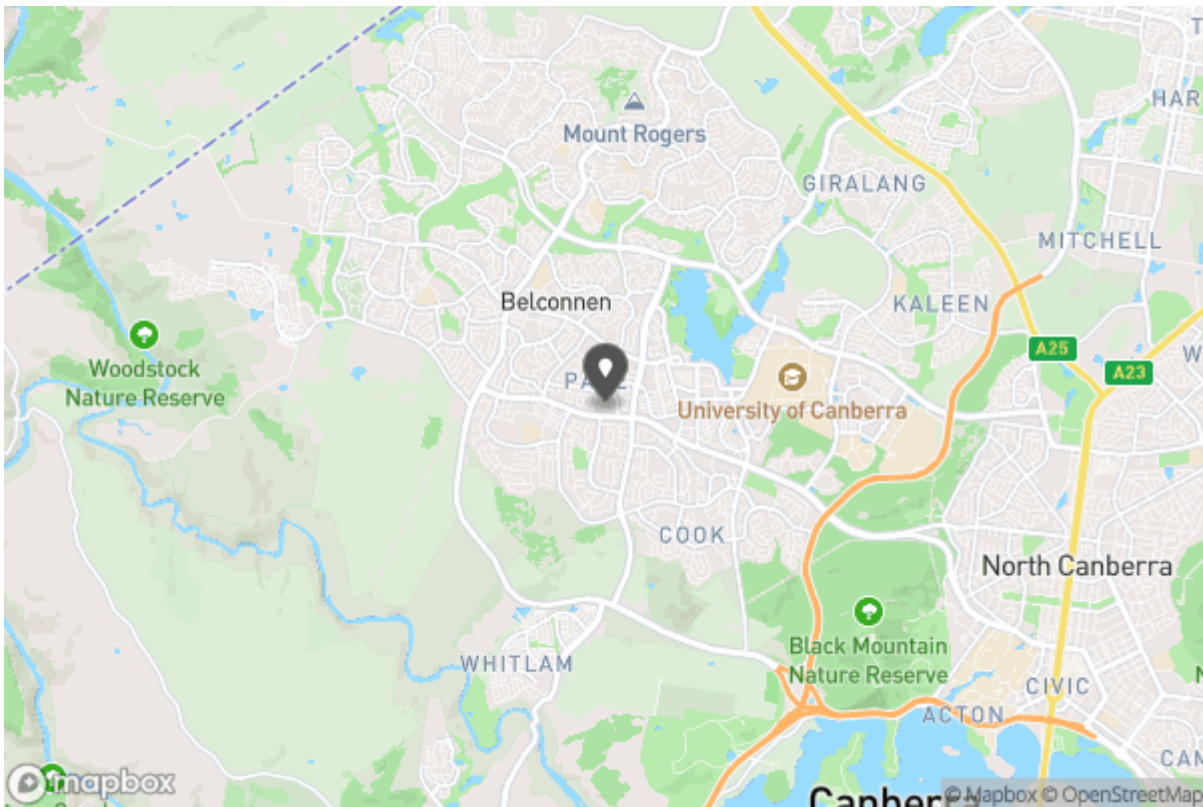 Mount Rogers
GIRALANG
HAR
MITCHELL
Belconnen
KALEEN
A25
A23
Woodstock
Nature Reserve
University of Canberra
COOK
North Canberra
Black Mountain
Nature Reserve
WHITLAM
CIVIC
ACTON
CAN
mapbox
© Mapbox © OpenStreetMap